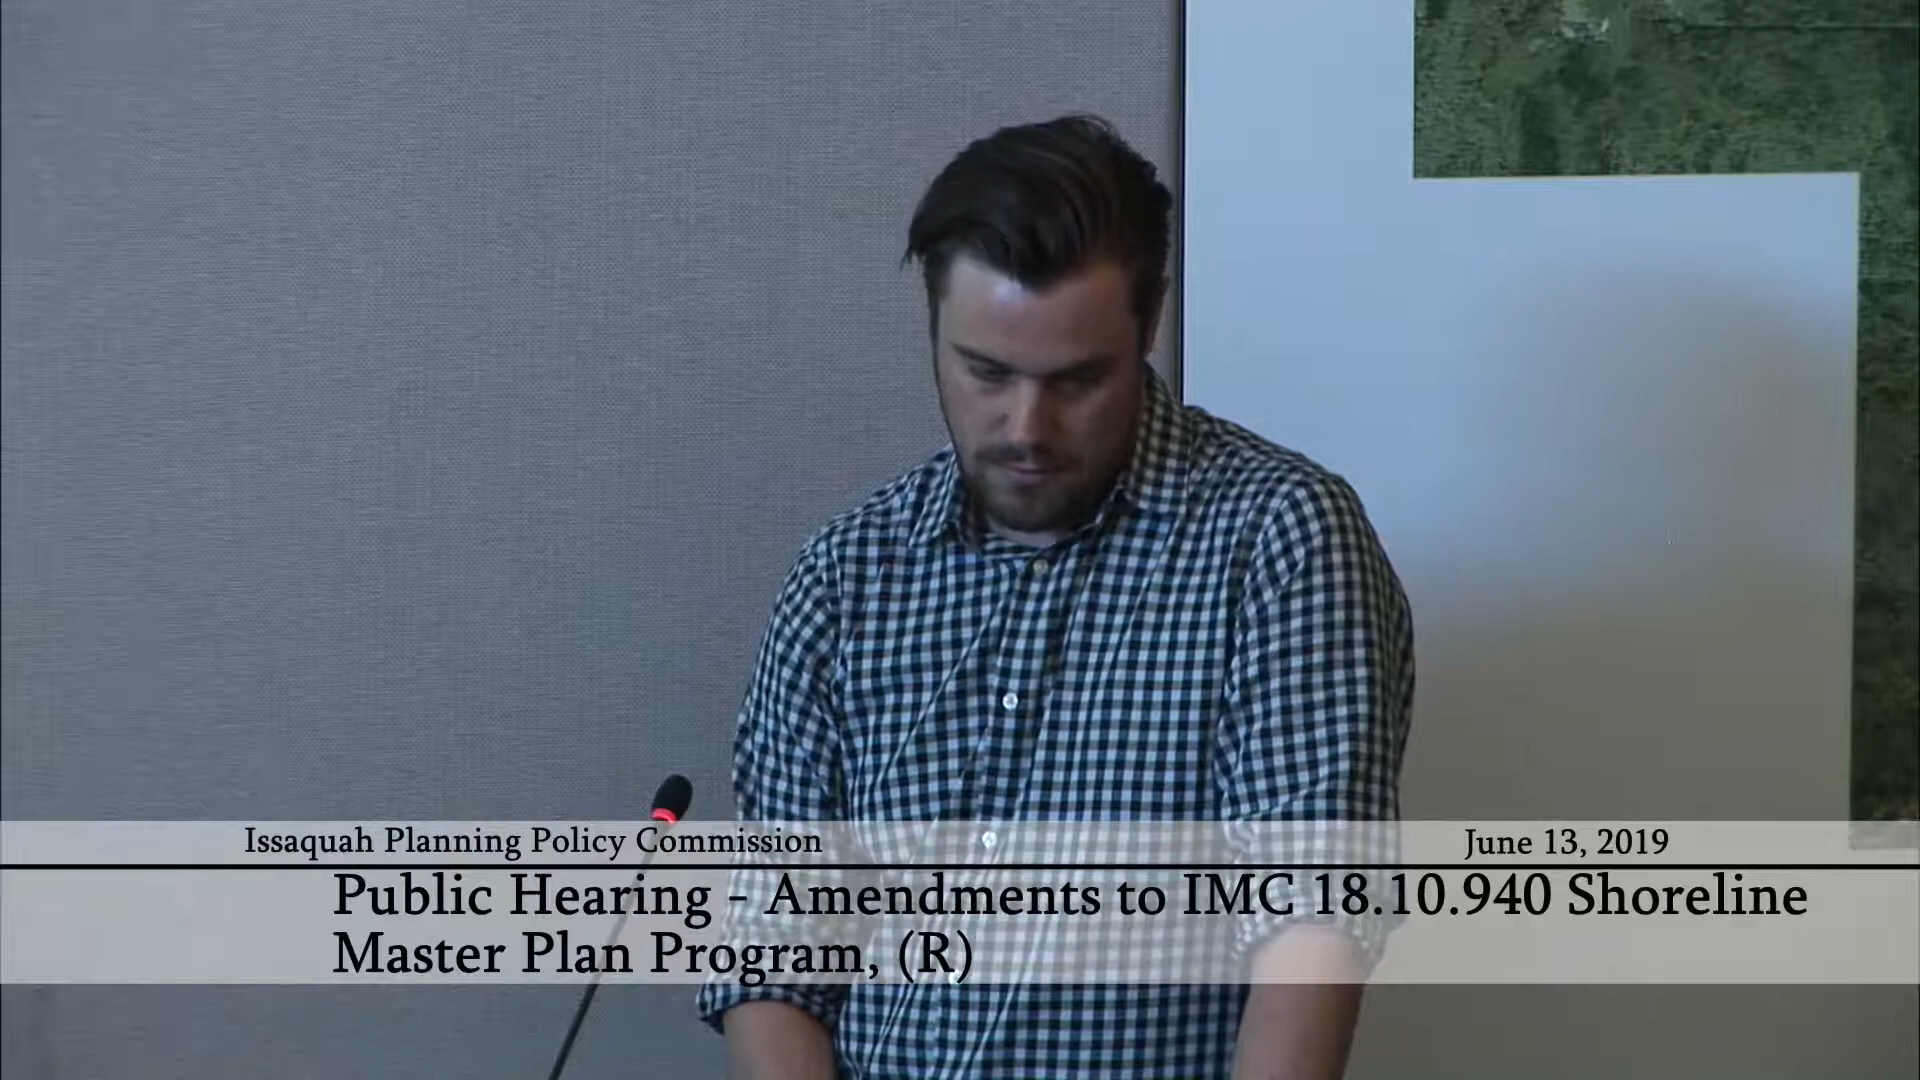 Issaquah Planning Policy Commission
June 13, 2019
Public Hearing - Amendments to IMC 18.10.940 Shoreline
Master Plan Program, (R)